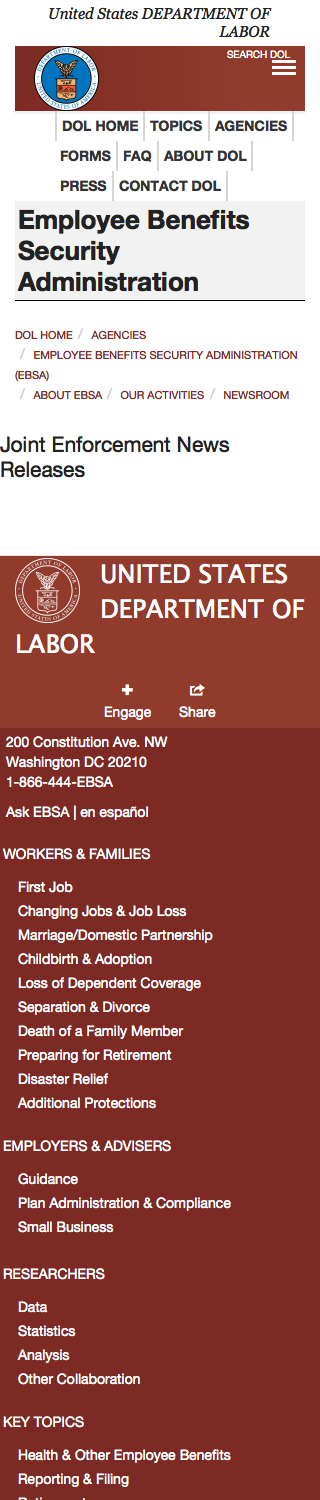 United States DEPARTMENT OF
LABOR
SEARCH DOL
DOL HOME TOPICS AGENCIES
FORMS FAQ ABOUT DOL
PRESS CONTACT DOL
Employee Benefits
Security
Administration
DOL HOME / AGENCIES
/ EMPLOYEE BENEFITS SECURITY ADMINISTRATION
(EBSA)
/ ABOUT EBSA / OUR ACTIVITIES / NEWSROOM
Joint Enforcement News
Releases
UNITED STATES
DEPARTMENT OF
LABOR
Engage Share
200 Constitution Ave. NW
Washington DC 20210
1-866-444-EBSA
Ask EBSA | en español
WORKERS & FAMILIES
First Job
Changing Jobs & Job Loss
Marriage/Domestic Partnership
Childbirth & Adoption
Loss of Dependent Coverage
Separation & Divorce
Death of a Family Member
Preparing for Retirement
Disaster Relief
Additional Protections
EMPLOYERS & ADVISERS
Guidance
Plan Administration & Compliance
Small Business
RESEARCHERS
Data
Statistics
Analysis
Other Collaboration
KEY TOPICS
Health & Other Employee Benefits
Reporting & Filing